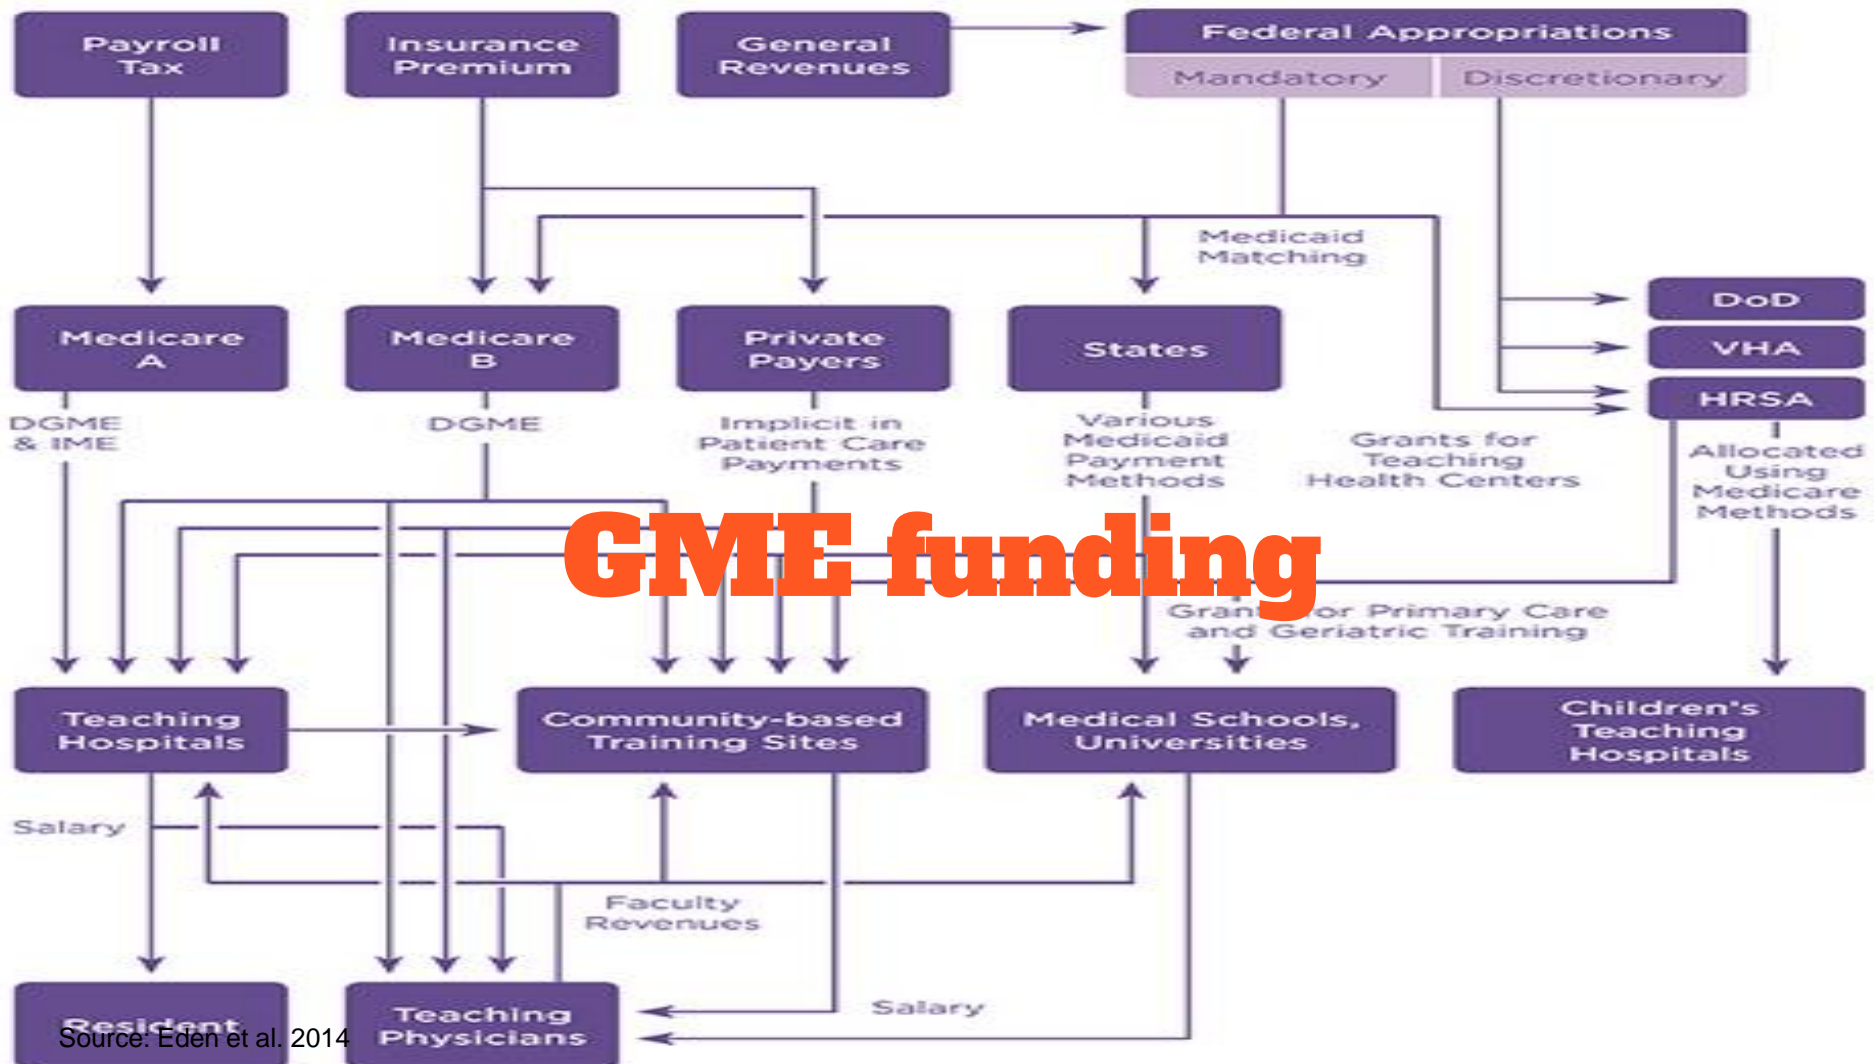 Payroll
Tax
Insurance
Premium
General
Revenues
Federal Appropriations
Mandatory
Discretionary
Medicaid
Matching
Medicare
A
Medicare
B
Private
Payers
States
DoD
VHA
HRSA
DGME
& IME
DGME
Implicit in
Patient Care
Payments
Various
Medicaid
Payment
Methods
Grants for
Teaching
Health Centers
Allocated
Using
Medicare
Methods
GME funding
Grants for Primary Care
and Geriatric Training
Teaching
Hospitals
Community-based
Training Sites
Medical Schools,
Universities
Children's
Teaching
Hospitals
Salary
Faculty
Revenues
Salary
Resident
Teaching
Physicians
Source: Eden et al. 2014